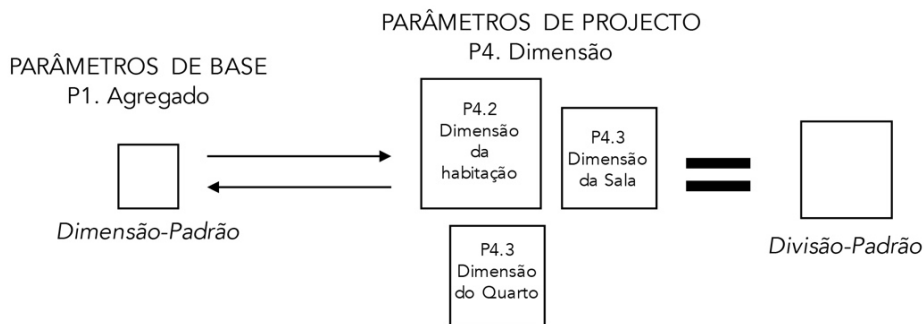 PARÂMETROS DE BASE
P1. Agregado
Dimensão-Padrão
PARÂMETROS DE PROJECTO
P4. Dimensão
P4.2
Dimensão
da
habitação
P4.3
Dimensão
da Sala
P4.3
Dimensão
do Quarto
Divisão-Padrão